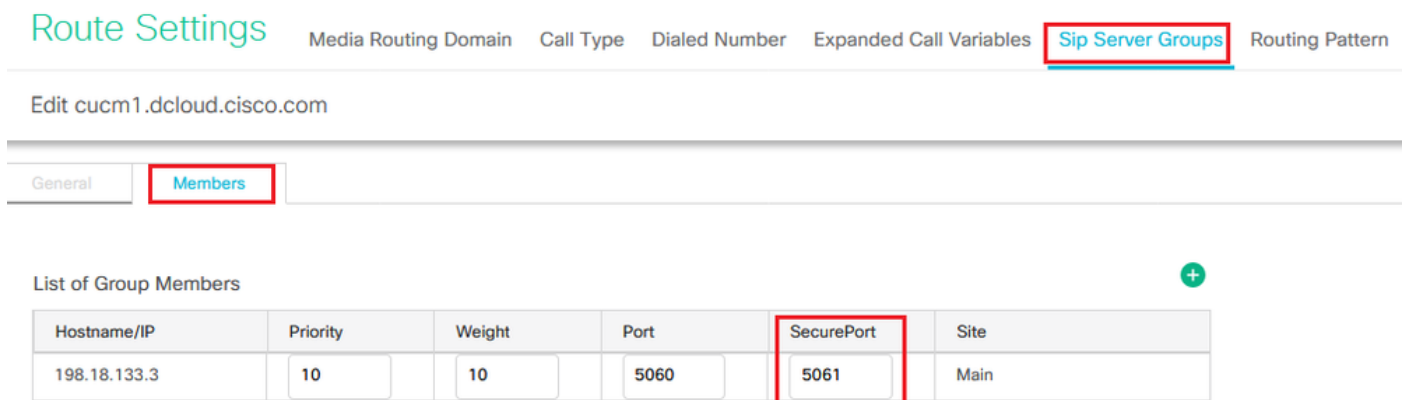 Route Settings Media Routing Domain Call Type Dialed Number Expanded Call Variables Sip Server Groups Routing Pattern
Edit cucm1.dcloud.cisco.com
General Members
List of Group Members
Hostname/IP Priority Weight Port SecurePort Site
198.18.133.3 10 10 5060 5061 Main